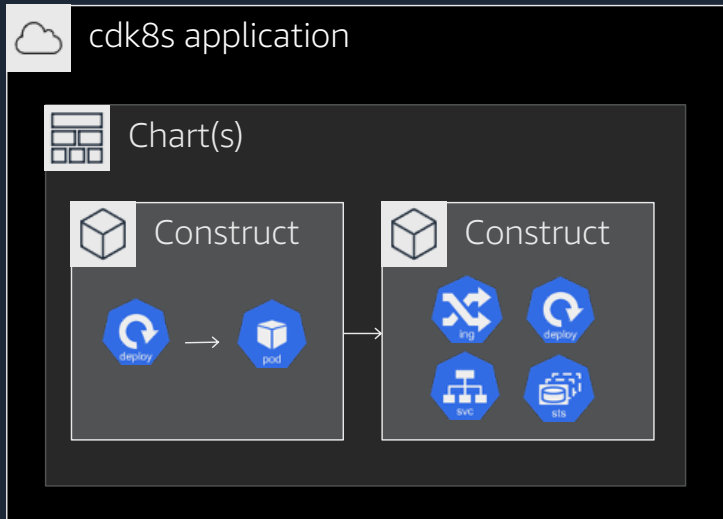 cdk8s application
Chart(s)
Construct
Construct
deploy
pod
ing
deploy
svc
sts